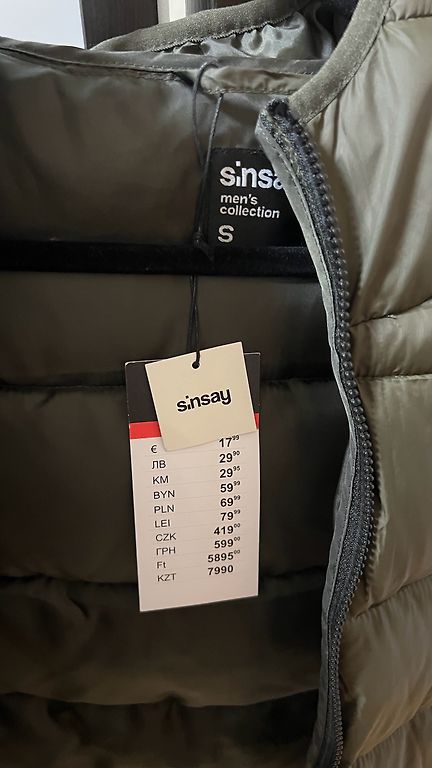 sinsa
men's
collection
S
sinsay
€ 17⁹⁹
ЛВ 29⁹⁰
KM 29⁹⁵
BYN 59⁹⁹
PLN 69⁹⁹
LEI 79⁹⁹
CZK 419⁰⁰
ГРН 599⁰⁰
Ft 5895⁰⁰
KZT 7990